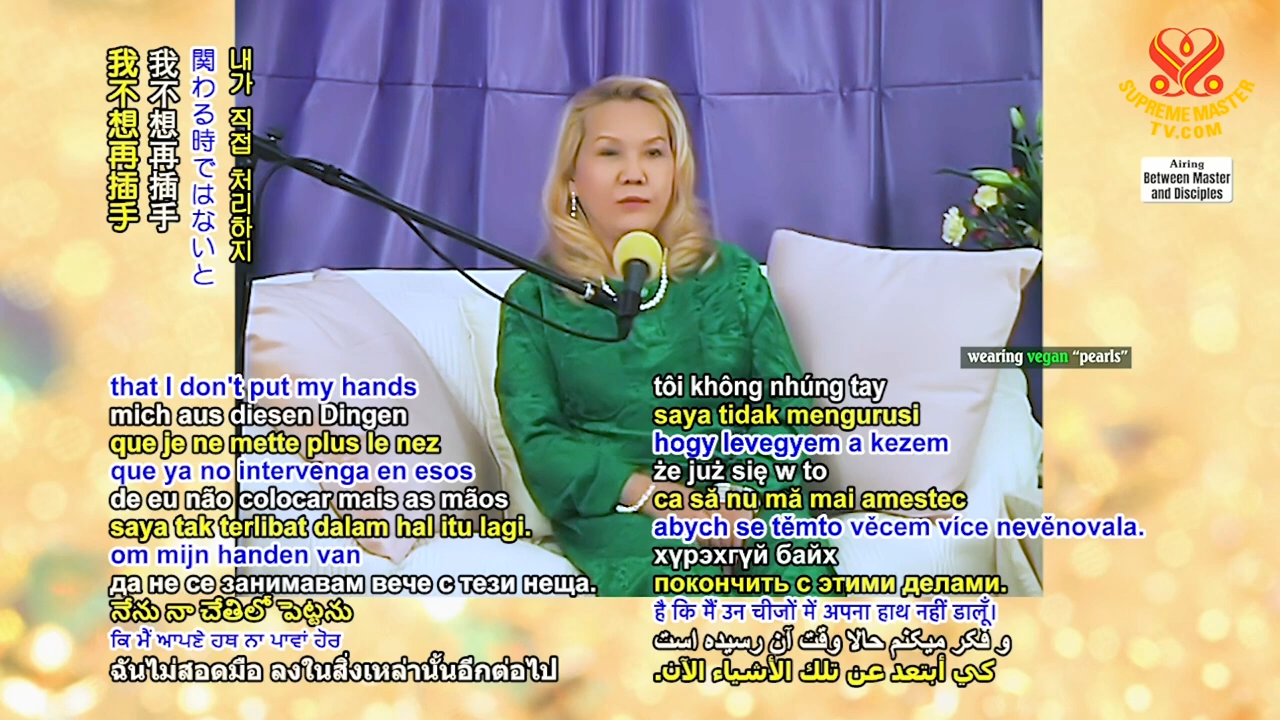 내가 직접 처리하지
関わる時ではないと
我不想再插手
我不想再插手
SUPREME MASTER
TV.COM
Airing
Between Master
and Disciples
wearing vegan “pearls”
that I don't put my hands
mich aus diesen Dingen
que je ne mette plus le nez
que ya no intervenga en esos
de eu não colocar mais as mãos
saya tak terlibat dalam hal itu lagi.
om mijn handen van
да не се занимавам вече с тези неща.
నేను నా చేతిలో పెట్టను
ਕਿ ਮੈਂ ਆਪਣੇ ਹਥ ਨਾ ਪਾਵਾਂ ਹੋਰ
ฉันไม่สอดมือ ลงในสิ่งเหล่านั้นอีกต่อไป
tôi không nhúng tay
saya tidak mengurusi
hogy levegyem a kezem
że już się w to
ca să nu mă mai amestec
abych se těmto věcem více nevěnovala.
хүрэхгүй байх
покончить с этими делами.
है कि मैं उन चीजों में अपना हाथ नहीं डालूँ।
و فکر میکنم حالا وقت آن رسیده است
كي أبتعد عن تلك الأشياء الآن.